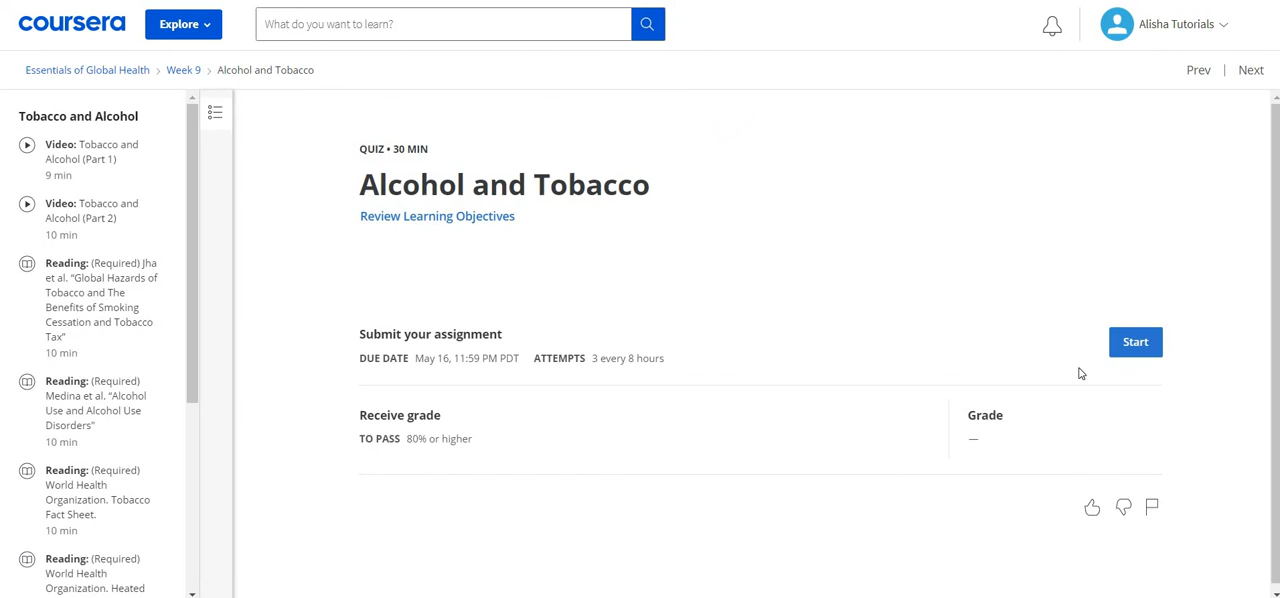 coursera
Explore
What do you want to learn?
Alisha Tutorials
Essentials of Global Health > Week 9 > Alcohol and Tobacco
Prev | Next
Tobacco and Alcohol
Video: Tobacco and
Alcohol (Part 1)
9 min
Video: Tobacco and
Alcohol (Part 2)
10 min
Reading: (Required) Jha
et al. “Global Hazards of
Tobacco and The
Benefits of Smoking
Cessation and Tobacco
Tax”
10 min
Reading: (Required)
Medina et al. “Alcohol
Use and Alcohol Use
Disorders”
10 min
Reading: (Required)
World Health
Organization. Tobacco
Fact Sheet.
10 min
Reading: (Required)
World Health
Organization. Heated
QUIZ • 30 MIN
Alcohol and Tobacco
Review Learning Objectives
Submit your assignment
DUE DATE May 16, 11:59 PM PDT ATTEMPTS 3 every 8 hours
Start
Receive grade
TO PASS 80% or higher
Grade
—